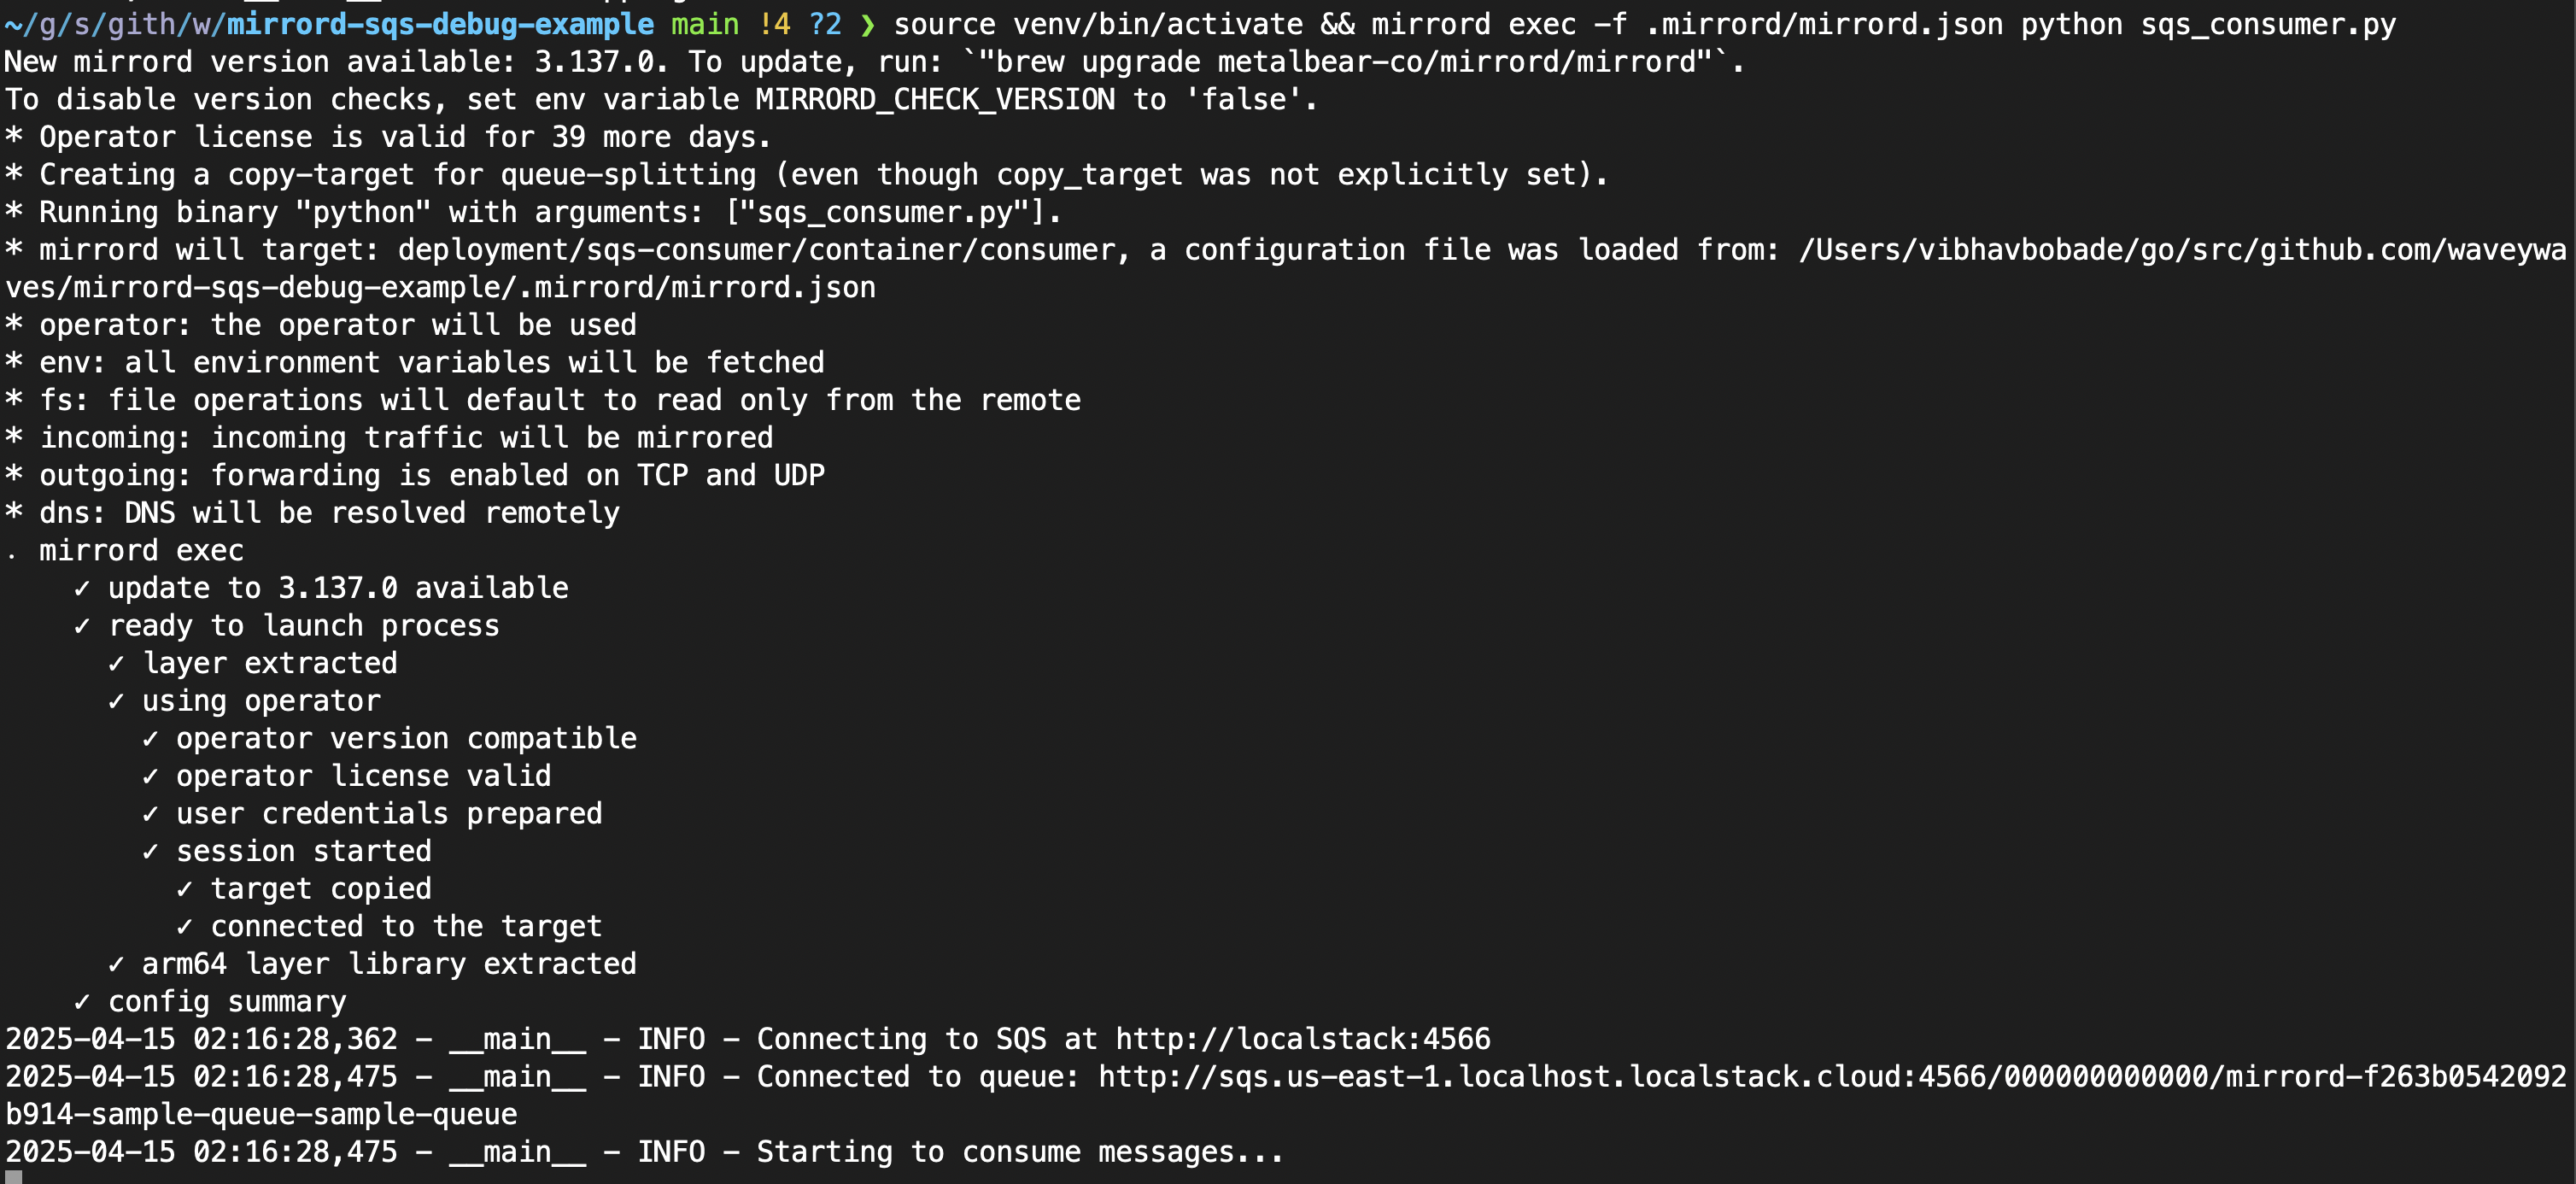 ~/g/s/gith/w/mirrord-sqs-debug-example main !4 ?2 ❯ source venv/bin/activate && mirrord exec -f .mirrord/mirrord.json python sqs_consumer.py
New mirrord version available: 3.137.0. To update, run: `"brew upgrade metalbear-co/mirrord/mirrord"`.
To disable version checks, set env variable MIRRORD_CHECK_VERSION to 'false'.
* Operator license is valid for 39 more days.
* Creating a copy-target for queue-splitting (even though copy_target was not explicitly set).
* Running binary "python" with arguments: ["sqs_consumer.py"].
* mirrord will target: deployment/sqs-consumer/container/consumer, a configuration file was loaded from: /Users/vibhavbobade/go/src/github.com/waveywa
ves/mirrord-sqs-debug-example/.mirrord/mirrord.json
* operator: the operator will be used
* env: all environment variables will be fetched
* fs: file operations will default to read only from the remote
* incoming: incoming traffic will be mirrored
* outgoing: forwarding is enabled on TCP and UDP
* dns: DNS will be resolved remotely
. mirrord exec
✓ update to 3.137.0 available
✓ ready to launch process
✓ layer extracted
✓ using operator
✓ operator version compatible
✓ operator license valid
✓ user credentials prepared
✓ session started
✓ target copied
✓ connected to the target
✓ arm64 layer library extracted
✓ config summary
2025-04-15 02:16:28,362 - __main__ - INFO - Connecting to SQS at http://localstack:4566
2025-04-15 02:16:28,475 - __main__ - INFO - Connected to queue: http://sqs.us-east-1.localhost.localstack.cloud:4566/000000000000/mirrord-f263b0542092
b914-sample-queue-sample-queue
2025-04-15 02:16:28,475 - __main__ - INFO - Starting to consume messages...